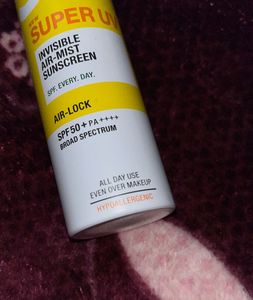 SUPER UV
INVISIBLE
AIR-MIST
SUNSCREEN
SPF. EVERY. DAY.
AIR-LOCK
SPF50+ PA++++
BROAD SPECTRUM
ALL DAY USE
EVEN OVER MAKEUP
HYPOALLERGENIC